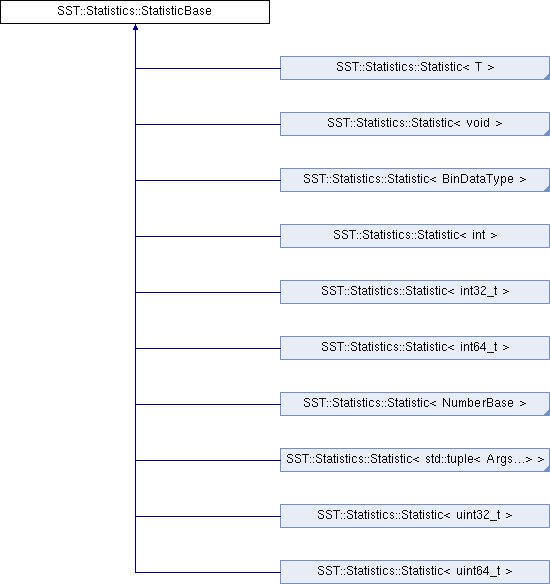 SST::Statistics::StatisticBase
SST::Statistics::Statistic< T >
SST::Statistics::Statistic< void >
SST::Statistics::Statistic< BinDataType >
SST::Statistics::Statistic< int >
SST::Statistics::Statistic< int32_t >
SST::Statistics::Statistic< int64_t >
SST::Statistics::Statistic< NumberBase >
SST::Statistics::Statistic< std::tuple< Args...> >
SST::Statistics::Statistic< uint32_t >
SST::Statistics::Statistic< uint64_t >